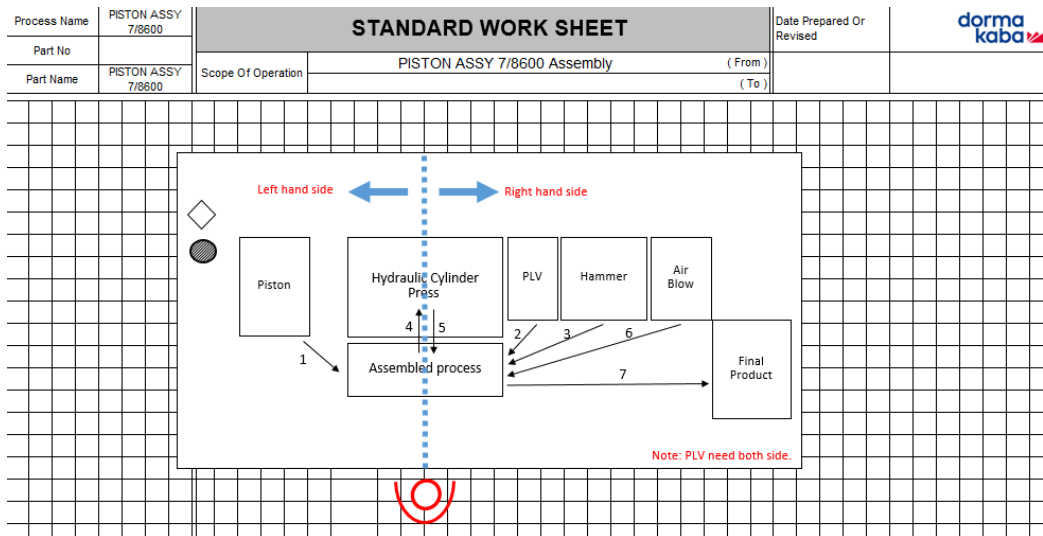 Process Name
PISTON ASSY
7/8600
STANDARD WORK SHEET
Date Prepared Or
Revised
dorma
kaba
Part No
Part Name
PISTON ASSY
7/8600
Scope Of Operation
PISTON ASSY 7/8600 Assembly
( From )
( To )
Left hand side
Right hand side
Piston
Hydraulic Cylinder
Press
PLV
Hammer
Air
Blow
4
5
2
3
6
1
Assembled process
7
Final
Product
Note: PLV need both side.